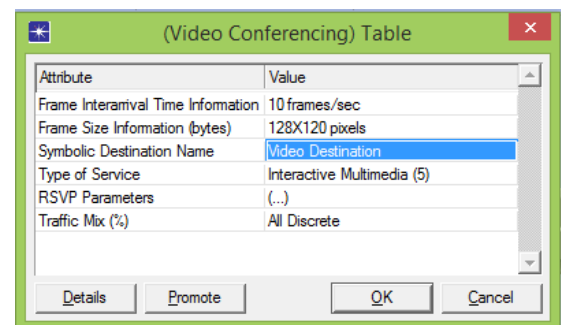 (Video Conferencing) Table
Attribute Value
Frame Interarrival Time Information 10 frames/sec
Frame Size Information (bytes) 128X120 pixels
Symbolic Destination Name Video Destination
Type of Service Interactive Multimedia (5)
RSVP Parameters (...)
Traffic Mix (%) All Discrete
Details Promote OK Cancel